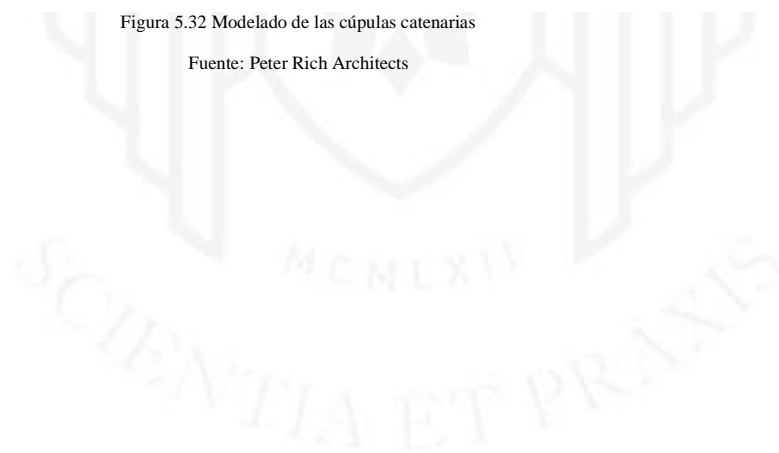 Figura 5.32 Modelado de las cúpulas catenarias
Fuente: Peter Rich Architects
MCMLXII
SCIENTIA ET PRAXIS